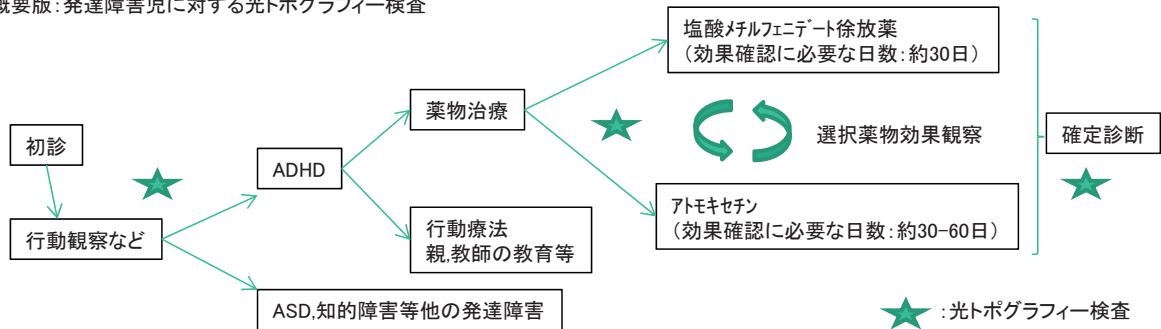 概要版：発達障害児に対する光トポグラフィー検査
塩酸ﾒﾁﾙﾌｪﾆﾃﾞｰﾄ徐放薬
（効果確認に必要な日数：約30日）
薬物治療
初診
選択薬物効果観察
確定診断
ADHD
ｱﾄﾓｷｾﾁﾝ
（効果確認に必要な日数：約30-60日）
行動観察など
行動療法
親,教師の教育等
ASD,知的障害等他の発達障害
：光トポグラフィー検査